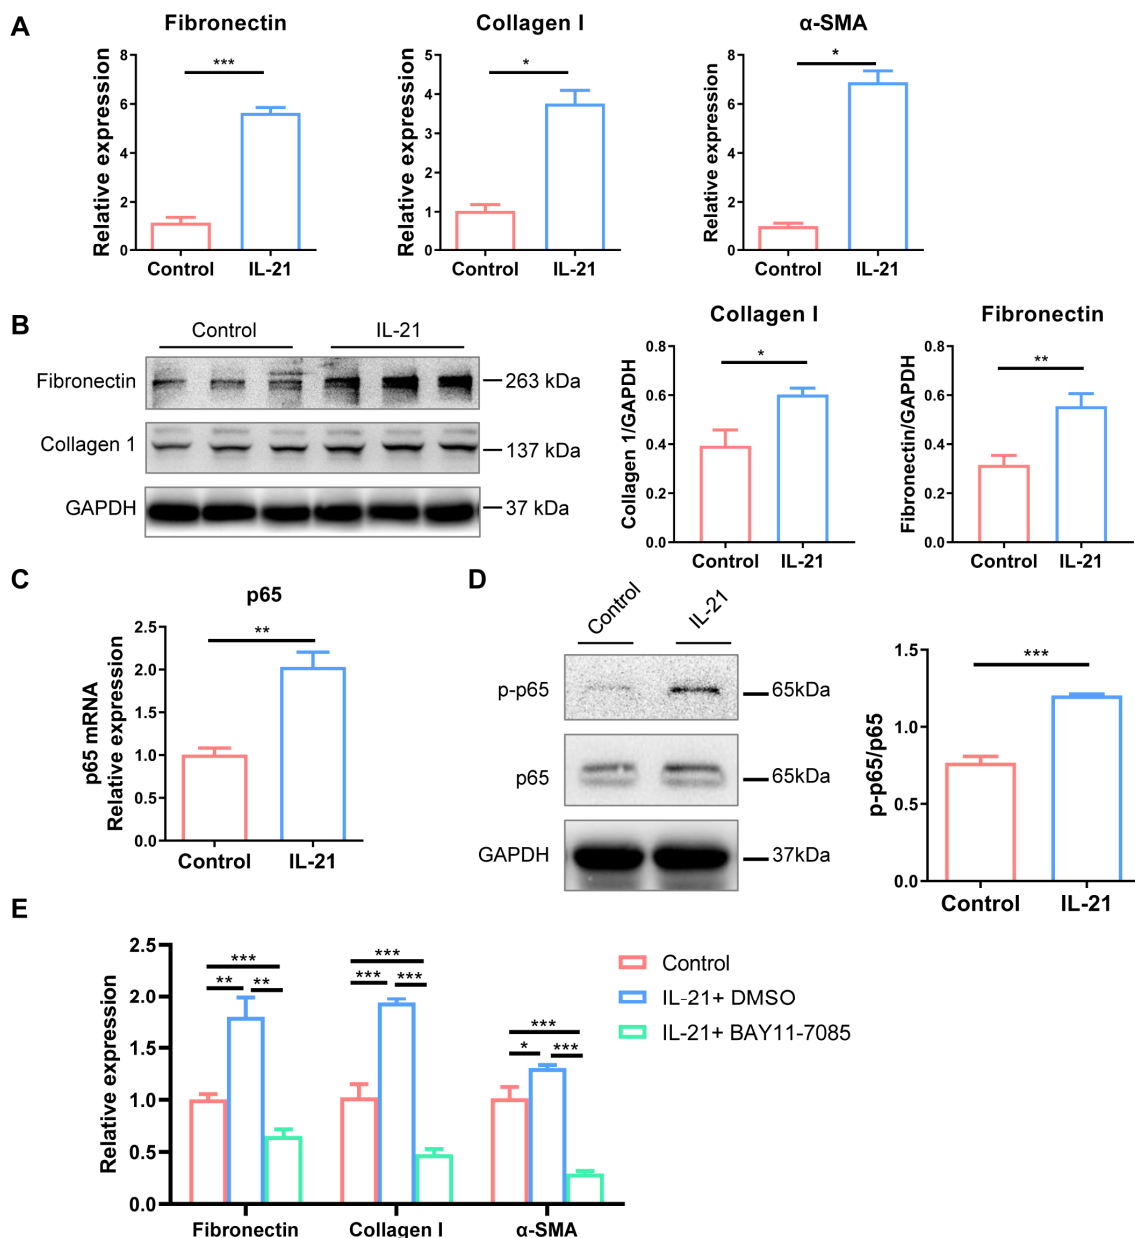 A
Fibronectin
Relative expression
8
6
4
2
0
***
Control IL-21
Collagen I
Relative expression
5
4
3
2
1
0
*
Control IL-21
α-SMA
Relative expression
8
6
4
2
0
*
Control IL-21
B
Control IL-21
Fibronectin 263 kDa
Collagen 1 137 kDa
GAPDH 37 kDa
Collagen I
Collagen 1/GAPDH
0.8
0.6
0.4
0.2
0.0
*
Control IL-21
Fibronectin
Fibronectin/GAPDH
0.8
0.6
0.4
0.2
0.0
**
Control IL-21
C
p65
p65 mRNA
Relative expression
2.5
2.0
1.5
1.0
0.5
0.0
**
Control IL-21
D
Control IL-21
p-p65 65kDa
p65 65kDa
GAPDH 37kDa
p-p65/p65
1.5
1.0
0.5
0.0
***
Control IL-21
E
Relative expression
2.5
2.0
1.5
1.0
0.5
0.0
***
** **
***
*** ***
***
* ***
Fibronectin Collagen I α-SMA
Control
IL-21+ DMSO
IL-21+ BAY11-7085